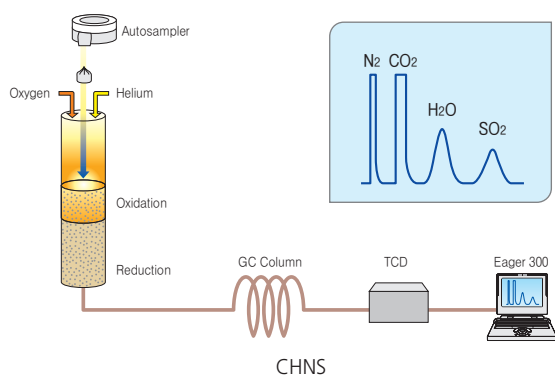 Autosampler
Oxygen
Helium
Oxidation
Reduction
GC Column
TCD
Eager 300
N2
CO2
H2O
SO2
CHNS